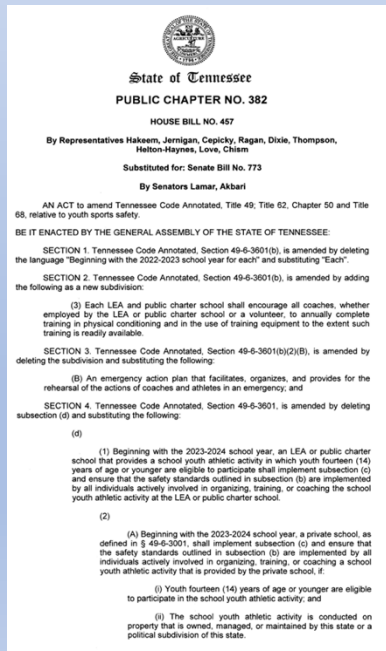 AGRICULTURE
State of Tennessee
PUBLIC CHAPTER NO. 382
HOUSE BILL NO. 457
By Representatives Hakeem, Jernigan, Cepicky, Ragan, Dixie, Thompson,
Helton-Haynes, Love, Chism
Substituted for: Senate Bill No. 773
By Senators Lamar, Akbari
AN ACT to amend Tennessee Code Annotated, Title 49; Title 62, Chapter 50 and Title
68, relative to youth sports safety.
BE IT ENACTED BY THE GENERAL ASSEMBLY OF THE STATE OF TENNESSEE:
SECTION 1. Tennessee Code Annotated, Section 49-6-3601(b), is amended by deleting
the language "Beginning with the 2022-2023 school year for each" and substituting "Each".
SECTION 2. Tennessee Code Annotated, Section 49-6-3601(b), is amended by adding
the following as a new subdivision:
(3) Each LEA and public charter school shall encourage all coaches, whether
employed by the LEA or public charter school or a volunteer, to annually complete
training in physical conditioning and in the use of training equipment to the extent such
training is readily available.
SECTION 3. Tennessee Code Annotated, Section 49-6-3601(b)(2)(B), is amended by
deleting the subdivision and substituting the following:
(B) An emergency action plan that facilitates, organizes, and provides for the
rehearsal of the actions of coaches and athletes in an emergency; and
SECTION 4. Tennessee Code Annotated, Section 49-6-3601, is amended by deleting
subsection (d) and substituting the following:
(d)
(1) Beginning with the 2023-2024 school year, an LEA or public charter
school that provides a school youth athletic activity in which youth fourteen (14)
years of age or younger are eligible to participate shall implement subsection (c)
and ensure that the safety standards outlined in subsection (b) are implemented
by all individuals actively involved in organizing, training, or coaching the school
youth athletic activity at the LEA or public charter school.
(2)
(A) Beginning with the 2023-2024 school year, a private school, as
defined in § 49-6-3001, shall implement subsection (c) and ensure that
the safety standards outlined in subsection (b) are implemented by all
individuals actively involved in organizing, training, or coaching a school
youth athletic activity that is provided by the private school, if:
(i) Youth fourteen (14) years of age or younger are eligible
to participate in the school youth athletic activity; and
(ii) The school youth athletic activity is conducted on
property that is owned, managed, or maintained by this state or a
political subdivision of this state.